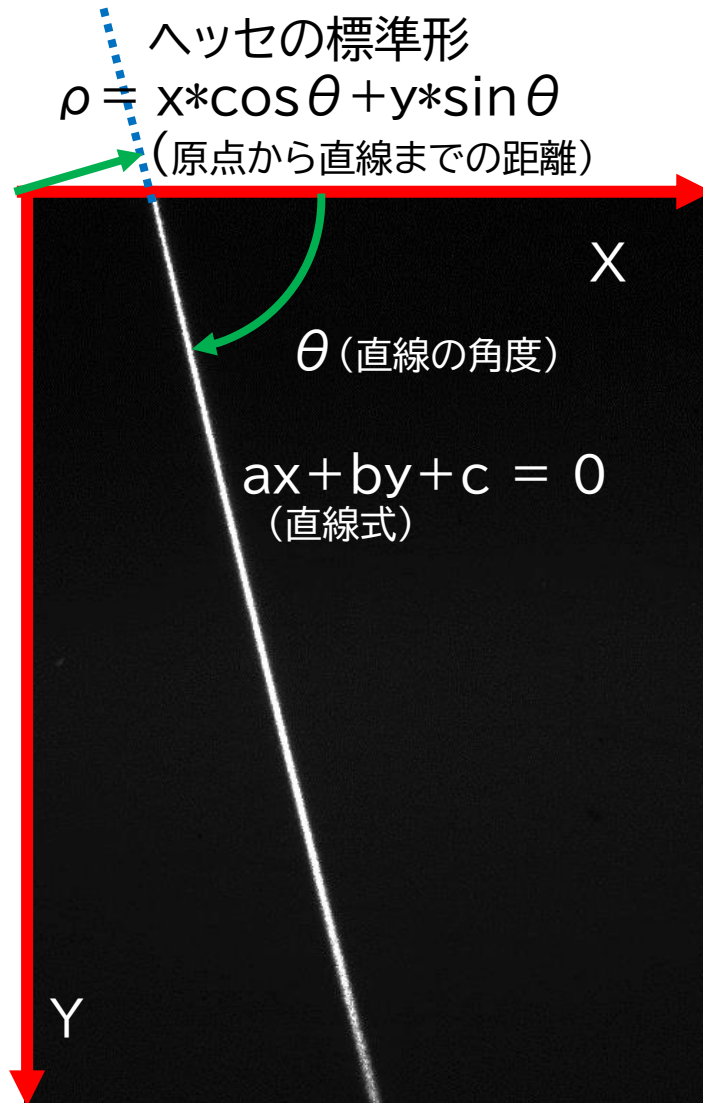 ヘッセの標準形
ρ= x*cosθ+y*sinθ
(原点から直線までの距離)
X
θ(直線の角度)
ax+by+c = 0
(直線式)
Y